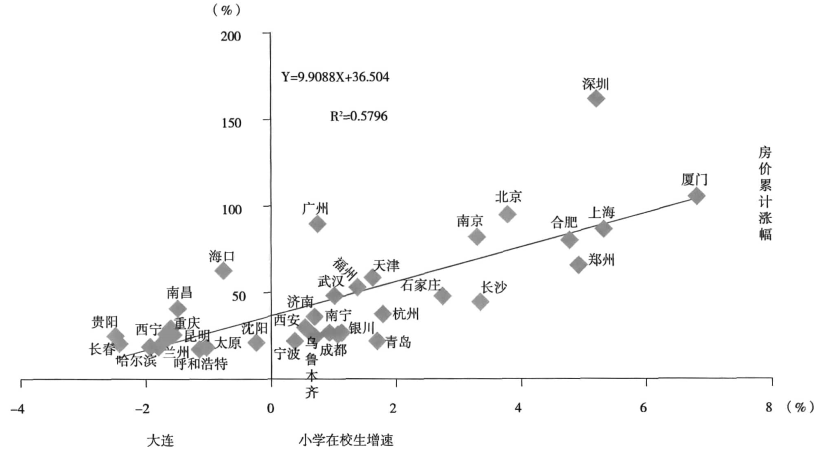 (%)
200
Y=9.9088X+36.504
深圳
R²=0.5796
150
房价累计涨幅
厦门
100
北京
广州
南京
合肥
上海
海口
福州
天津
郑州
武汉
石家庄
长沙
50
南昌
济南
贵阳
西宁
重庆
西安
南宁
杭州
昆明
沈阳
银川
长春
太原
乌鲁木齐
青岛
哈尔滨
兰州
宁波
成都
呼和浩特
-4
-2
0
2
4
6
8
(%)
大连
小学在校生增速